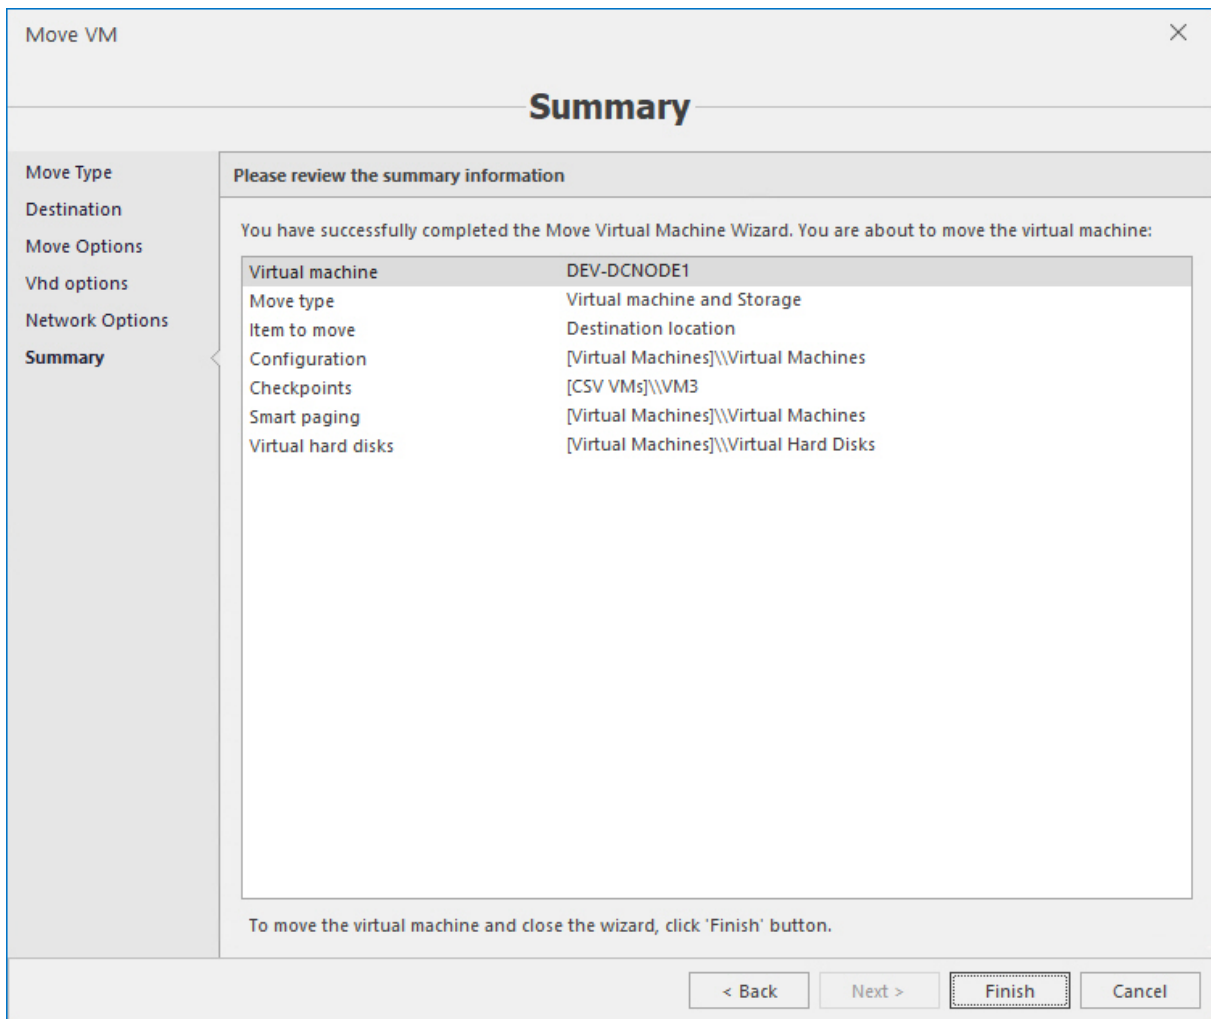 Move VM
Summary
Move Type
Destination
Move Options
Vhd options
Network Options
Summary
Please review the summary information
You have successfully completed the Move Virtual Machine Wizard. You are about to move the virtual machine:
Virtual machine DEV-DCNODE1
Move type Virtual machine and Storage
Item to move Destination location
Configuration [Virtual Machines]\\Virtual Machines
Checkpoints [CSV VMs]\\VM3
Smart paging [Virtual Machines]\\Virtual Machines
Virtual hard disks [Virtual Machines]\\Virtual Hard Disks
To move the virtual machine and close the wizard, click 'Finish' button.
< Back Next > Finish Cancel